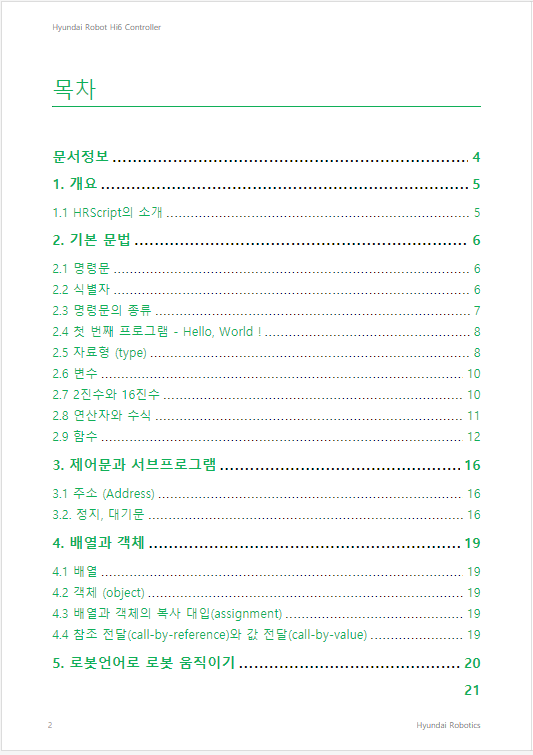 Hyundai Robot Hi6 Controller
목차
문서정보 4
1. 개요 5
1.1 HRScript의 소개 5
2. 기본 문법 6
2.1 명령문 6
2.2 식별자 6
2.3 명령문의 종류 7
2.4 첫 번째 프로그램 - Hello, World ! 8
2.5 자료형 (type) 8
2.6 변수 10
2.7 2진수와 16진수 10
2.8 연산자와 수식 11
2.9 함수 12
3. 제어문과 서브프로그램 16
3.1 주소 (Address) 16
3.2. 정지, 대기문 16
4. 배열과 객체 19
4.1 배열 19
4.2 객체 (object) 19
4.3 배열과 객체의 복사 대입(assignment) 19
4.4 참조 전달(call-by-reference)와 값 전달(call-by-value) 19
5. 로봇언어로 로봇 움직이기 20
21
2 Hyundai Robotics